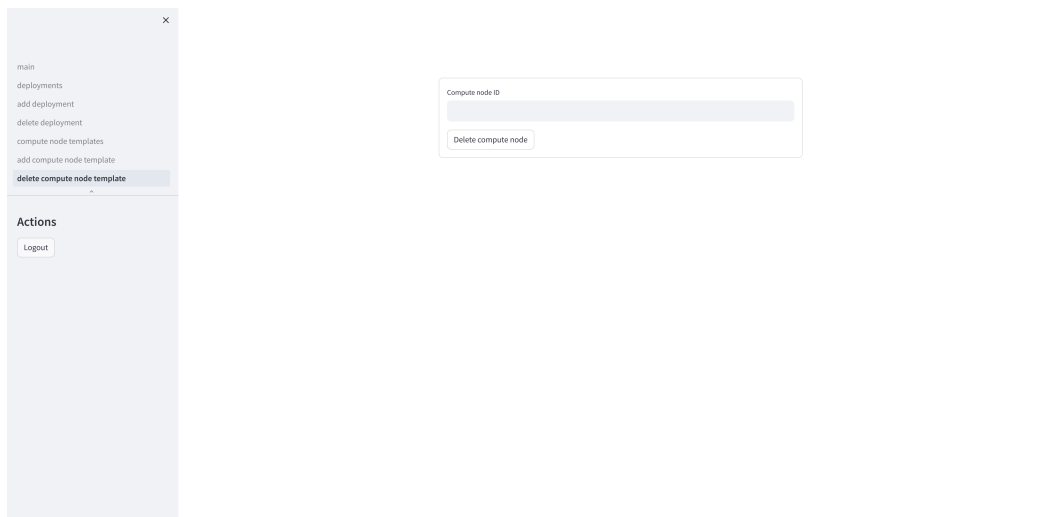 main
deployments
add deployment
delete deployment
compute node templates
add compute node template
delete compute node template
Actions
Logout
Compute node ID
Delete compute node